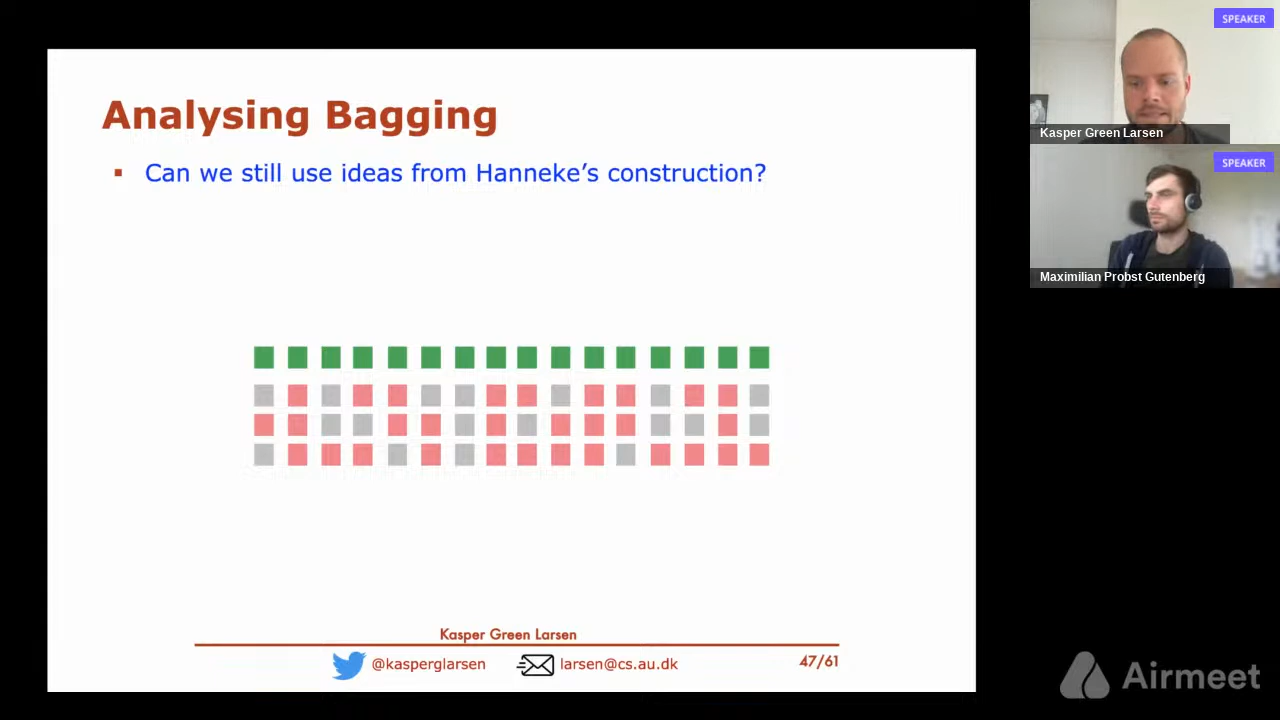 Analysing Bagging
Can we still use ideas from Hanneke's construction?
Kasper Green Larsen
@kasperglarsen
larsen@cs.au.dk
47/61
SPEAKER
Kasper Green Larsen
SPEAKER
Maximilian Probst Gutenberg
Airmeet